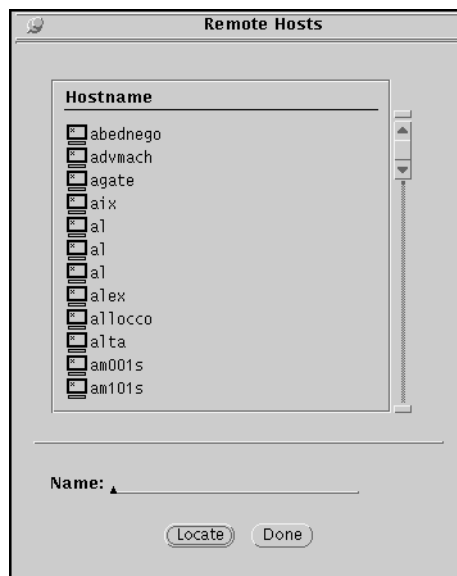 Remote Hosts
Hostname
abednego
advmach
agate
aix
al
al
al
alex
allocco
alta
am001s
am101s
Name:
Locate Done